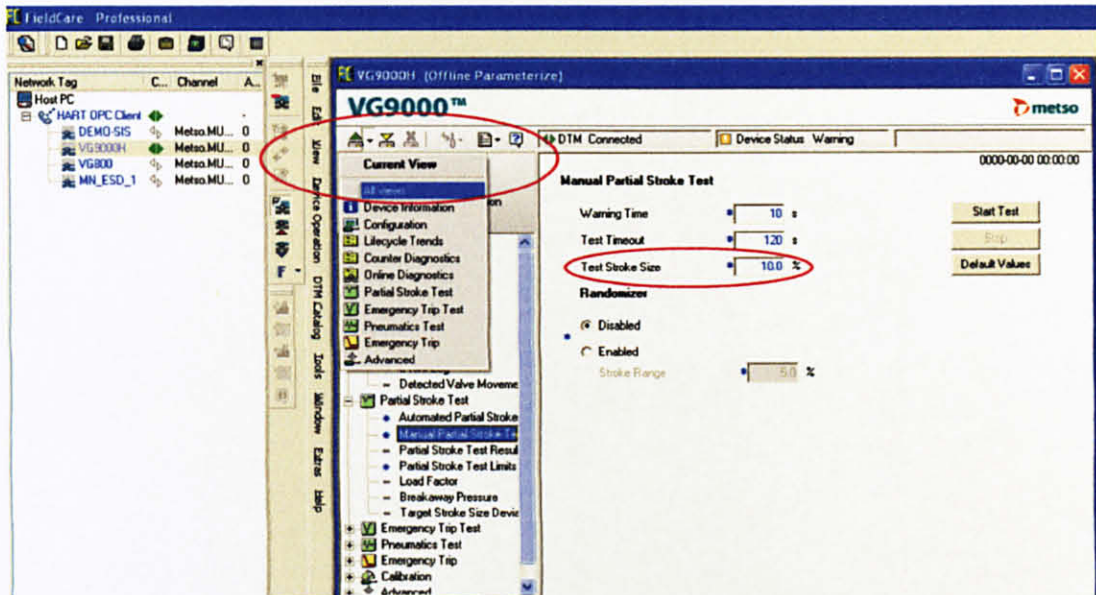 FieldCare Professional
Network Tag C... Channel A...
Host PC
HART OPC Client
DEMO-SIS Metso.MU... 0
VG9000H Metso.MU... 0
VG800 Metso.MU... 0
MN_ESD_1 Metso.MU... 0
File
Edit
View
Device Operation
DTM Catalog
Tools
Window
Extras
Help
F
VG9000H (Offline Parameterize)
VG9000™
metso
DTM Connected
Device Status Warning
0000-00-00 00:00:00
Current View
All views
Device Information
Configuration
Lifecycle Trends
Counter Diagnostics
Online Diagnostics
Partial Stroke Test
Emergency Trip Test
Pneumatics Test
Emergency Trip
Advanced
Detected Valve Moveme
Partial Stroke Test
Automated Partial Stroke
Manual Partial Stroke Te
Partial Stroke Test Resul
Partial Stroke Test Limits
Load Factor
Breakaway Pressure
Target Stroke Size Devia
Emergency Trip Test
Pneumatics Test
Emergency Trip
Calibration
Advanced
Manual Partial Stroke Test
Warning Time 10 s
Test Timeout 120 s
Test Stroke Size 10.0 %
Randomizer
Disabled
Enabled
Stroke Range 5.0 %
Start Test
Stop
Default Values